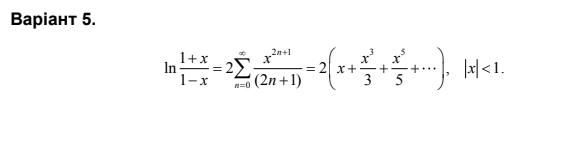 Варіант 5.
ln (1+x)/(1−x) = 2∑_{n=0}^{∞} x^{2n+1}/(2n+1) = 2(x + x³/3 + x⁵/5 + ⋯), |x|<1.